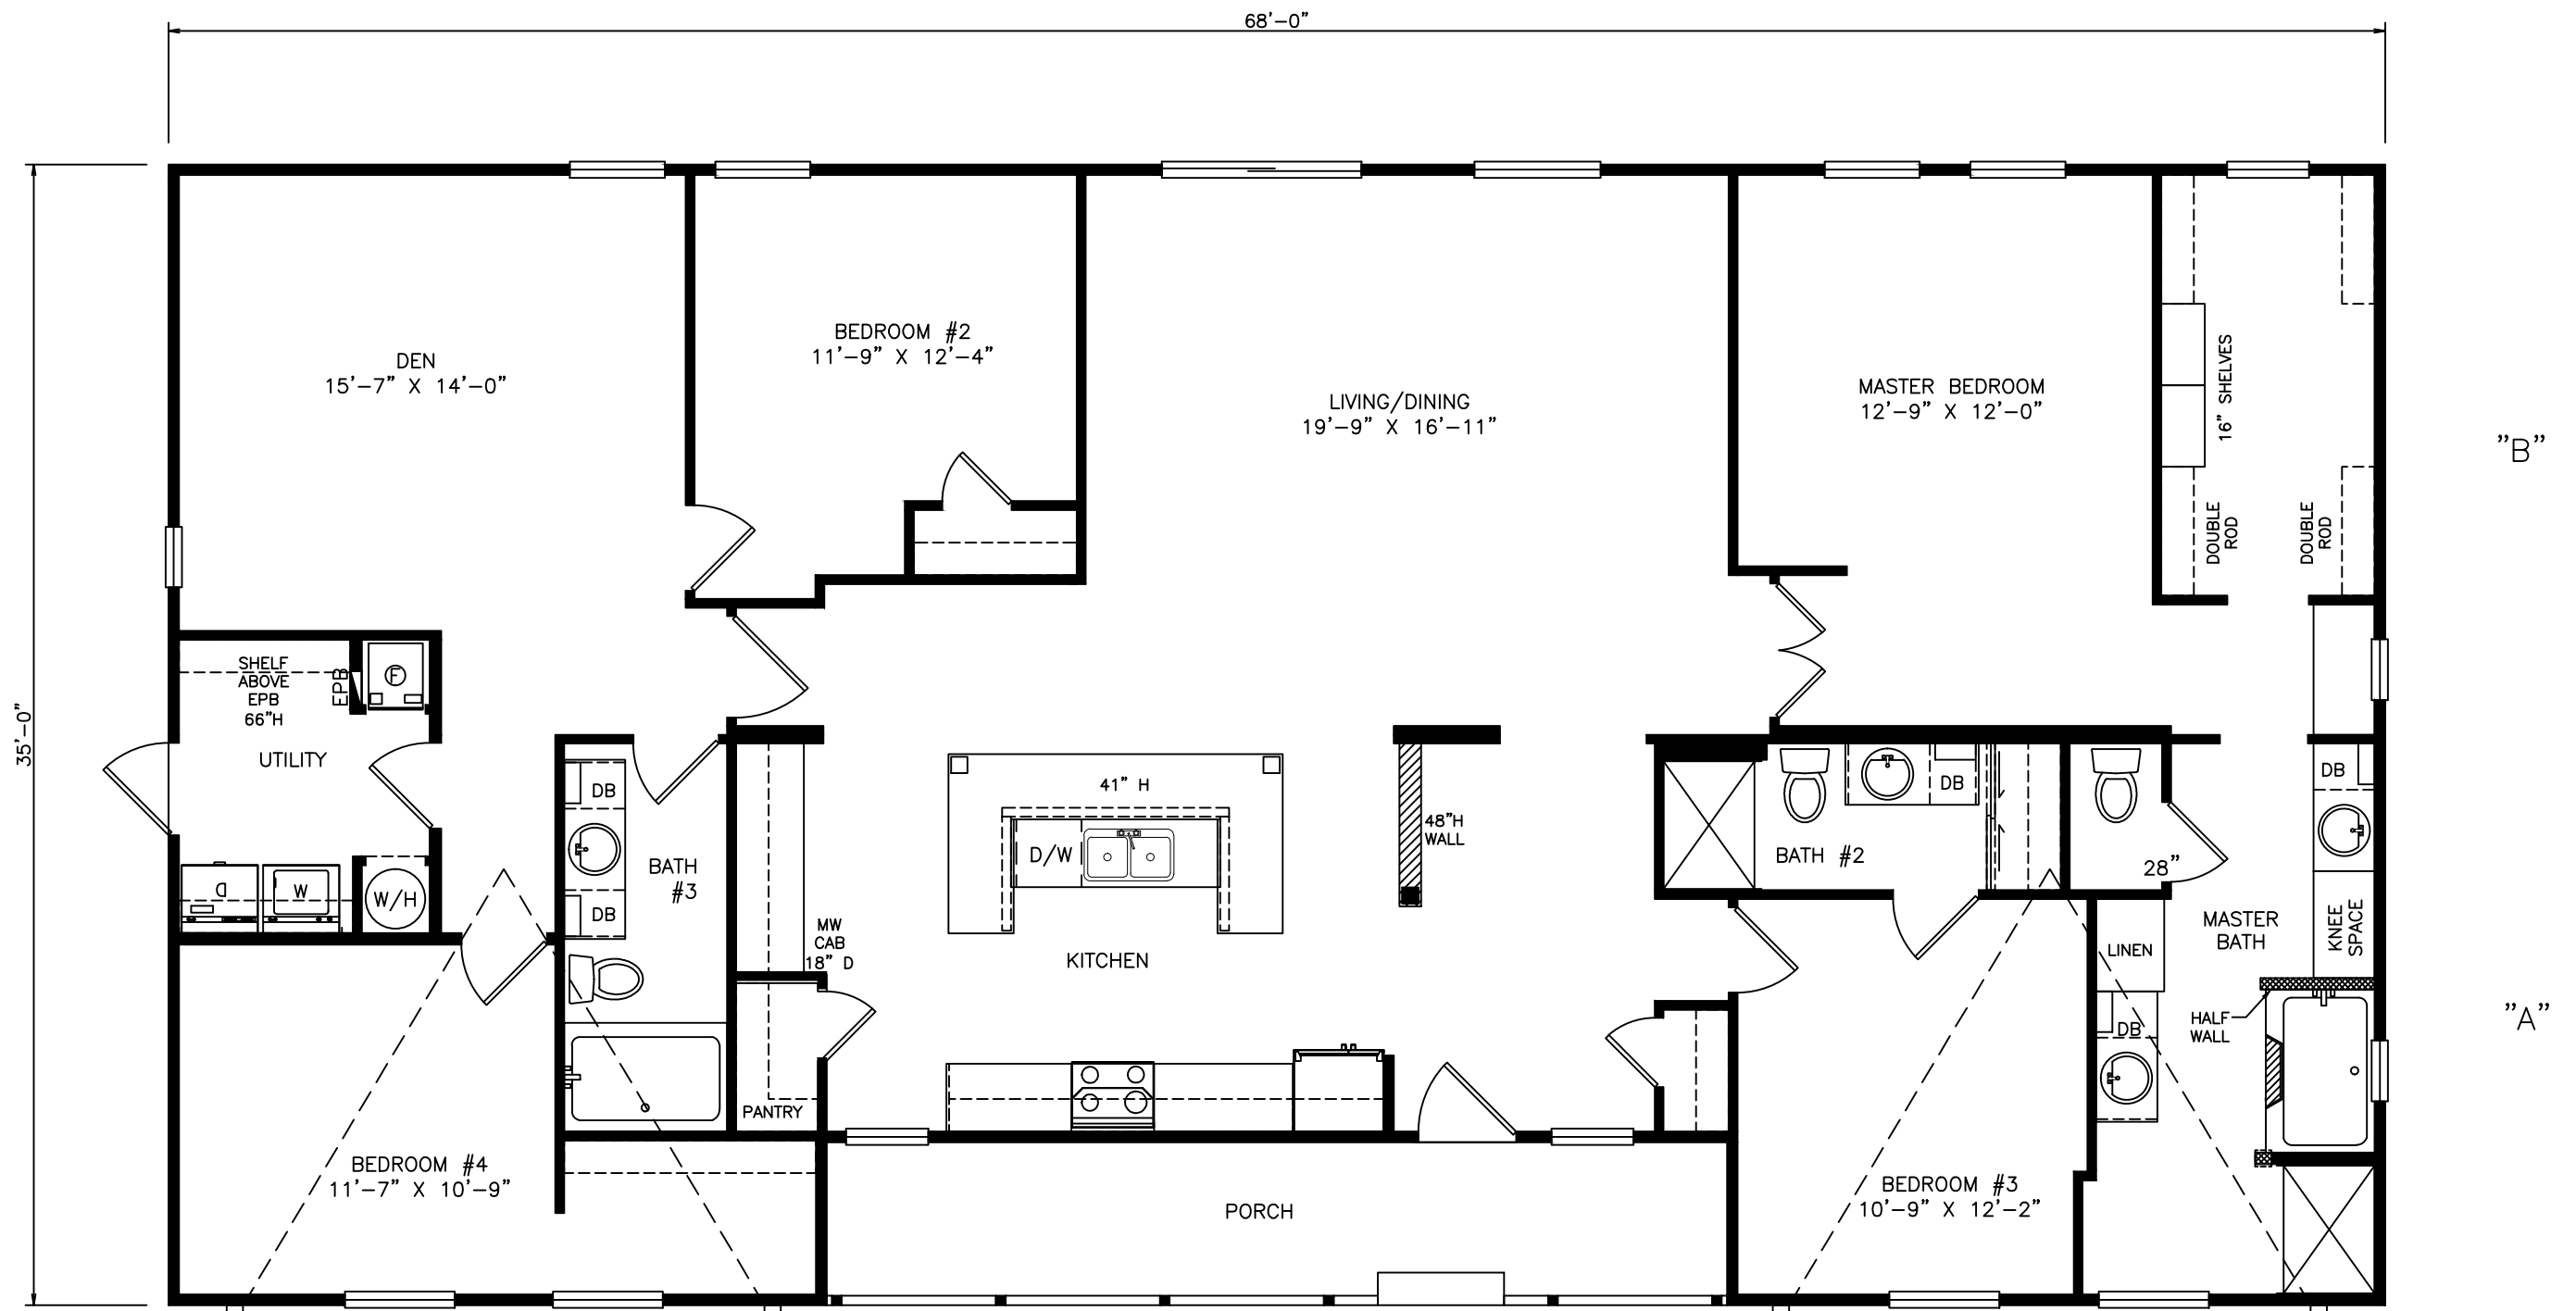 68'-0"
35'-0"
DEN
15'-7" X 14'-0"
BEDROOM #2
11'-9" X 12'-4"
LIVING/DINING
19'-9" X 16'-11"
MASTER BEDROOM
12'-9" X 12'-0"
16" SHELVES
DOUBLE
ROD
DOUBLE
ROD
"B"
SHELF
ABOVE
EPB
66"H
EPB
F
UTILITY
D
W
W/H
DB
DB
BATH
#3
MW
CAB
18" D
PANTRY
41" H
D/W
KITCHEN
48"H
WALL
BATH #2
DB
28"
DB
MASTER
BATH
KNEE
SPACE
LINEN
DB
HALF
WALL
"A"
BEDROOM #4
11'-7" X 10'-9"
PORCH
BEDROOM #3
10'-9" X 12'-2"